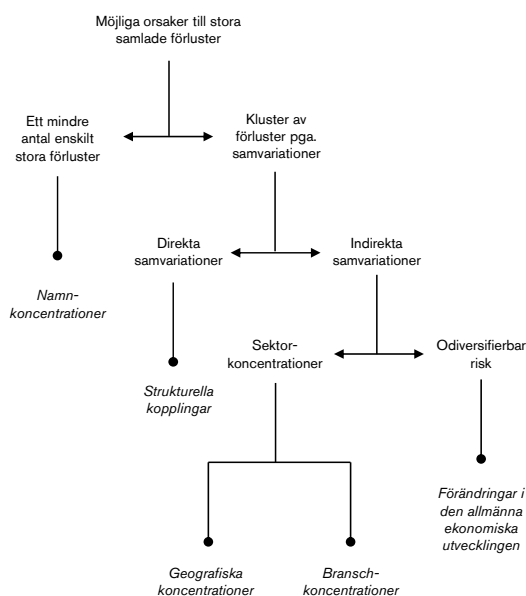 Möjliga orsaker till stora
samlade förluster
Ett mindre
antal enskilt
stora förluster
Kluster av
förluster pga.
samvariationer
Direkta
samvariationer
Indirekta
samvariationer
Namn-
koncentrationer
Sektor-
koncentrationer
Odiversifierbar
risk
Strukturella
kopplingar
Förändringar i
den allmänna
ekonomiska
utvecklingen
Geografiska
koncentrationer
Bransch-
koncentrationer